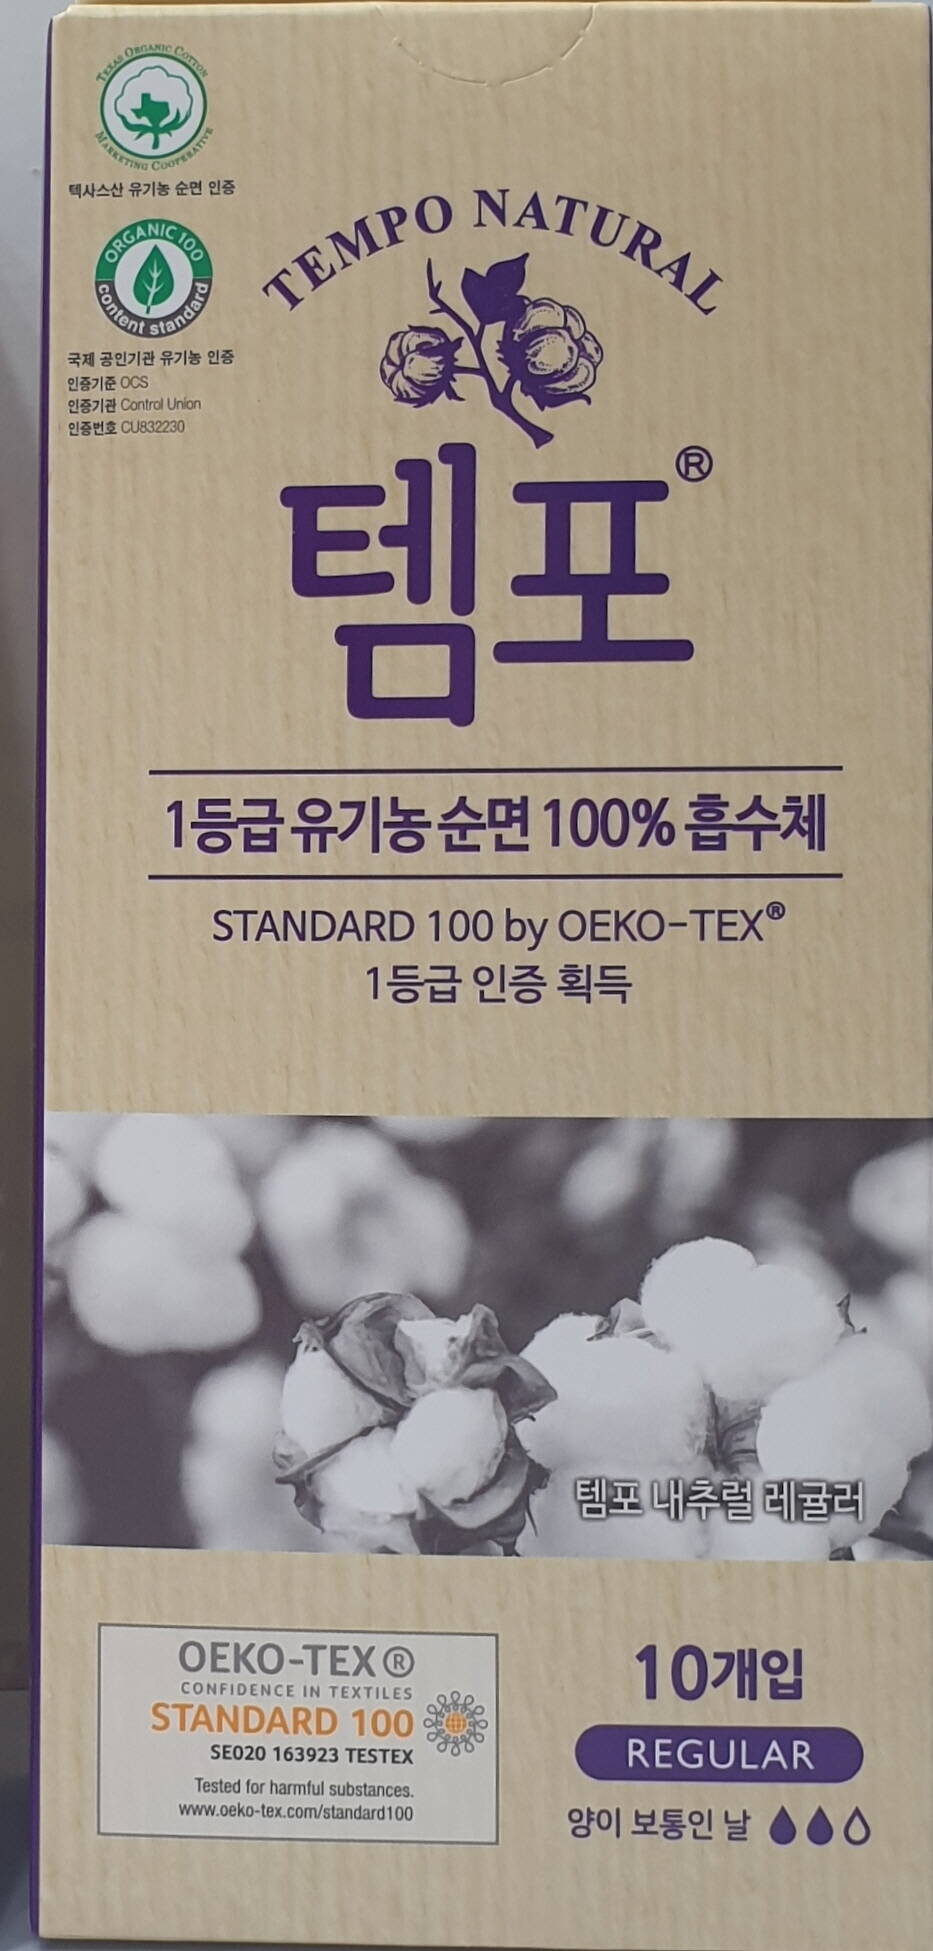 TEXAS ORGANIC COTTON
MARKETING COOPERATIVE
텍사스산 유기농 순면 인증
ORGANIC 100
content standard
국제 공인기관 유기농 인증
인증기준 OCS
인증기관 Control Union
인증번호 CU832230
TEMPO NATURAL
템포®
1등급 유기농 순면 100% 흡수체
STANDARD 100 by OEKO-TEX®
1등급 인증 획득
템포 내추럴 레귤러
OEKO-TEX®
CONFIDENCE IN TEXTILES
STANDARD 100
SE020 163923 TESTEX
Tested for harmful substances.
www.oeko-tex.com/standard100
10개입
REGULAR
양이 보통인 날